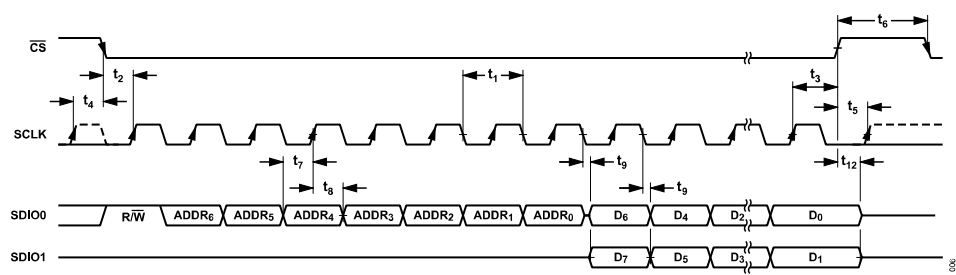 t6
CS
t2
t1
t3
t4
t5
SCLK
t7
t9
t9
t12
t8
SDIO0
R/W
ADDR6
ADDR5
ADDR4
ADDR3
ADDR2
ADDR1
ADDR0
D6
D4
D2
D0
SDIO1
D7
D5
D3
D1
006